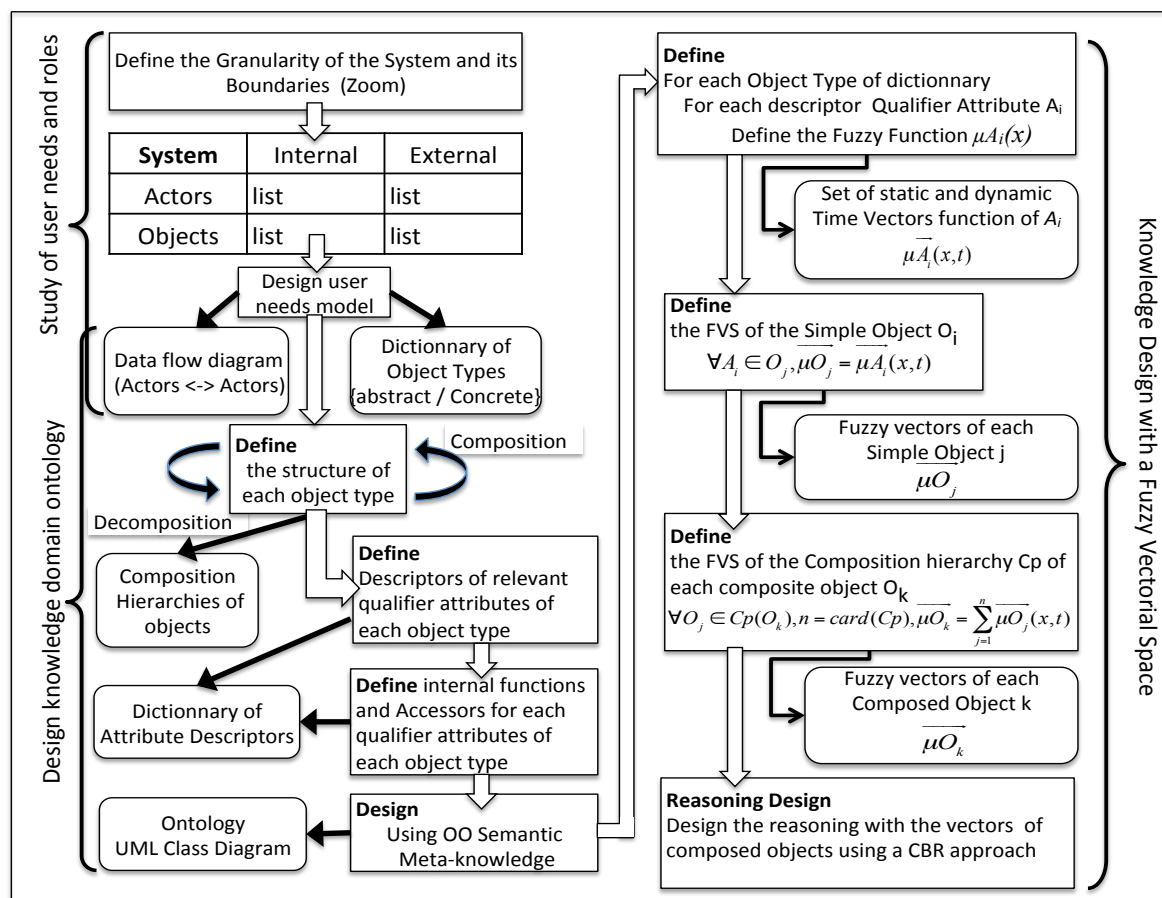 Study of user needs and roles
Design knowledge domain ontology
Define the Granularity of the System and its
Boundaries (Zoom)
System Internal External
Actors list list
Objects list list
Design user
needs model
Data flow diagram
(Actors <-> Actors)
Dictionnary of
Object Types
{abstract / Concrete}
Define
the structure of
each object type
Composition
Decomposition
Composition
Hierarchies of
objects
Define
Descriptors of relevant
qualifier attributes of
each object type
Dictionnary of
Attribute Descriptors
Define internal functions
and Accessors for each
qualifier attributes of
each object type
Ontology
UML Class Diagram
Design
Using OO Semantic
Meta-knowledge
Define
For each Object Type of dictionnary
For each descriptor Qualifier Attribute Aᵢ
Define the Fuzzy Function μAᵢ(x)
Set of static and dynamic
Time Vectors function of Aᵢ
μA⃗ᵢ(x,t)
Define
the FVS of the Simple Object Oᵢ
∀Aᵢ ∈ Oⱼ, μOⱼ⃗ = μAᵢ⃗(x,t)
Fuzzy vectors of each
Simple Object j
μOⱼ⃗
Define
the FVS of the Composition hierarchy Cp of
each composite object Oₖ
∀Oⱼ ∈ Cp(Oₖ), n = card(Cp), μOₖ⃗ = ∑ⱼ₌₁ⁿ μOⱼ⃗(x,t)
Fuzzy vectors of each
Composed Object k
μOₖ⃗
Reasoning Design
Design the reasoning with the vectors of
composed objects using a CBR approach
Knowledge Design with a Fuzzy Vectorial Space